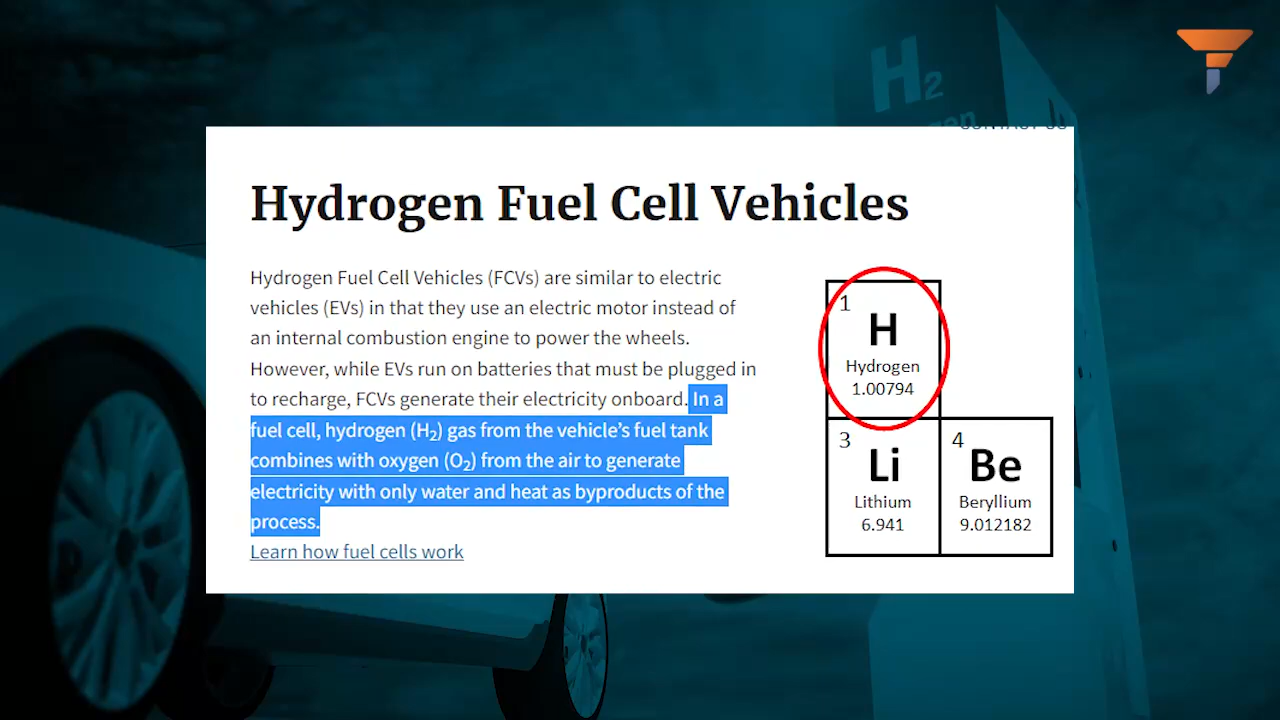 H₂
Hydrogen Fuel Cell Vehicles
Hydrogen Fuel Cell Vehicles (FCVs) are similar to electric
vehicles (EVs) in that they use an electric motor instead of
an internal combustion engine to power the wheels.
However, while EVs run on batteries that must be plugged in
to recharge, FCVs generate their electricity onboard. In a
fuel cell, hydrogen (H₂) gas from the vehicle’s fuel tank
combines with oxygen (O₂) from the air to generate
electricity with only water and heat as byproducts of the
process.
Learn how fuel cells work
1
H
Hydrogen
1.00794
3
Li
Lithium
6.941
4
Be
Beryllium
9.012182